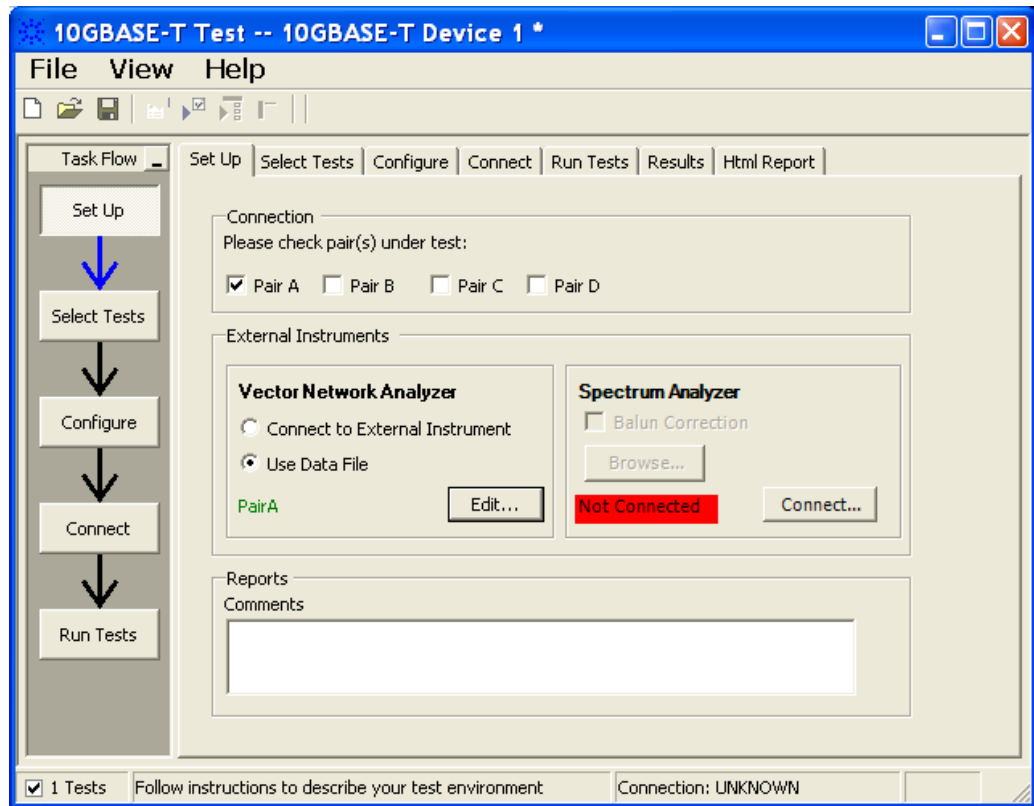 10GBASE-T Test -- 10GBASE-T Device 1 *
File View Help
Task Flow
Set Up
Select Tests
Configure
Connect
Run Tests
Set Up Select Tests Configure Connect Run Tests Results Html Report
Connection
Please check pair(s) under test:
Pair A Pair B Pair C Pair D
External Instruments
Vector Network Analyzer
Connect to External Instrument
Use Data File
PairA Edit...
Spectrum Analyzer
Balun Correction
Browse...
Not Connected Connect...
Reports
Comments
1 Tests Follow instructions to describe your test environment Connection: UNKNOWN